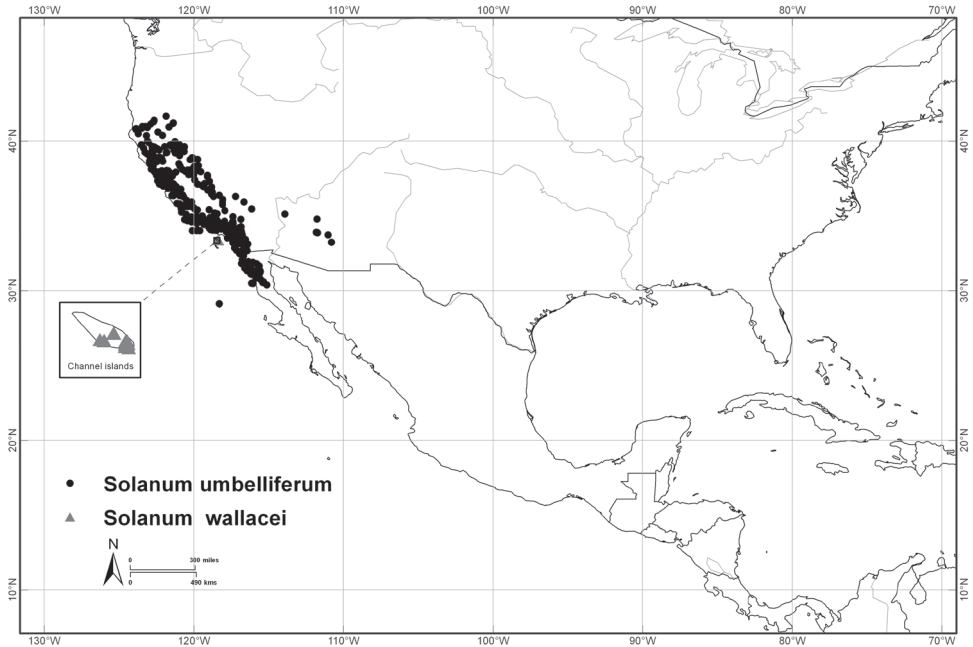 130°W 120°W 110°W 100°W 90°W 80°W 70°W
40°N 40°N
30°N 30°N
Channel islands
20°N 20°N
Solanum umbelliferum
Solanum wallacei
N
0 300 miles
0 490 kms
10°N 10°N
130°W 120°W 110°W 100°W 90°W 80°W 70°W